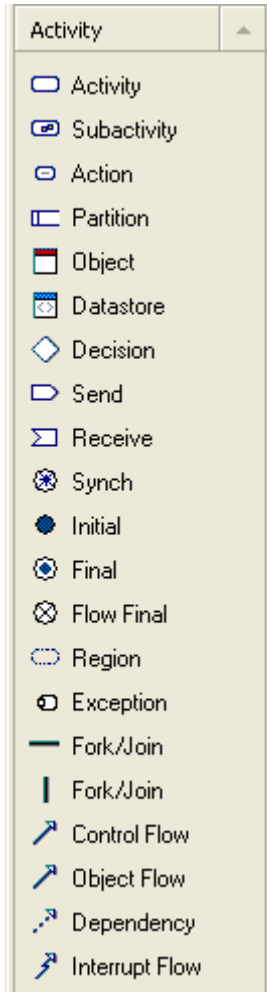 Activity
Activity
Subactivity
Action
Partition
Object
Datastore
Decision
Send
Receive
Synch
Initial
Final
Flow Final
Region
Exception
Fork/Join
Fork/Join
Control Flow
Object Flow
Dependency
Interrupt Flow